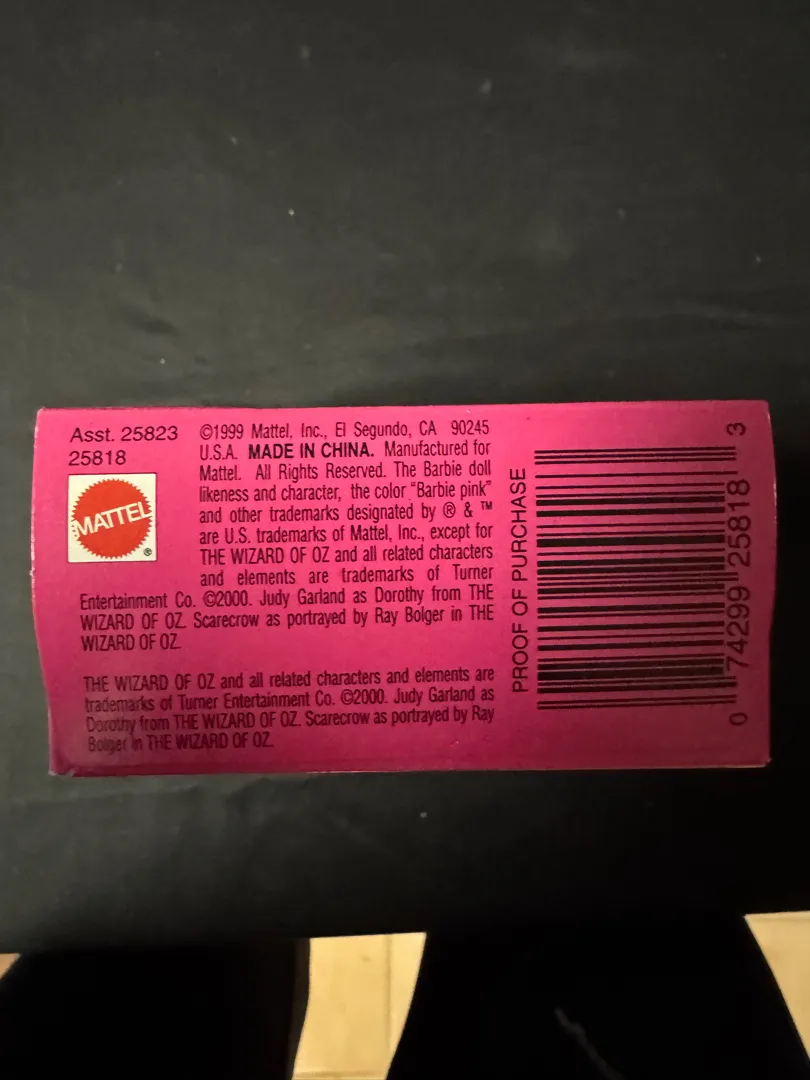 Asst. 25823
25818
MATTEL
®
©1999 Mattel, Inc., El Segundo, CA 90245
U.S.A. MADE IN CHINA. Manufactured for
Mattel. All Rights Reserved. The Barbie doll
likeness and character, the color "Barbie pink"
and other trademarks designated by ® & ™
are U.S. trademarks of Mattel, Inc., except for
THE WIZARD OF OZ and all related characters
and elements are trademarks of Turner
Entertainment Co. ©2000. Judy Garland as Dorothy from THE
WIZARD OF OZ. Scarecrow as portrayed by Ray Bolger in THE
WIZARD OF OZ.
THE WIZARD OF OZ and all related characters and elements are
trademarks of Turner Entertainment Co. ©2000. Judy Garland as
Dorothy from THE WIZARD OF OZ. Scarecrow as portrayed by Ray
Bolger in THE WIZARD OF OZ.
PROOF OF PURCHASE
0 74299 25818 3